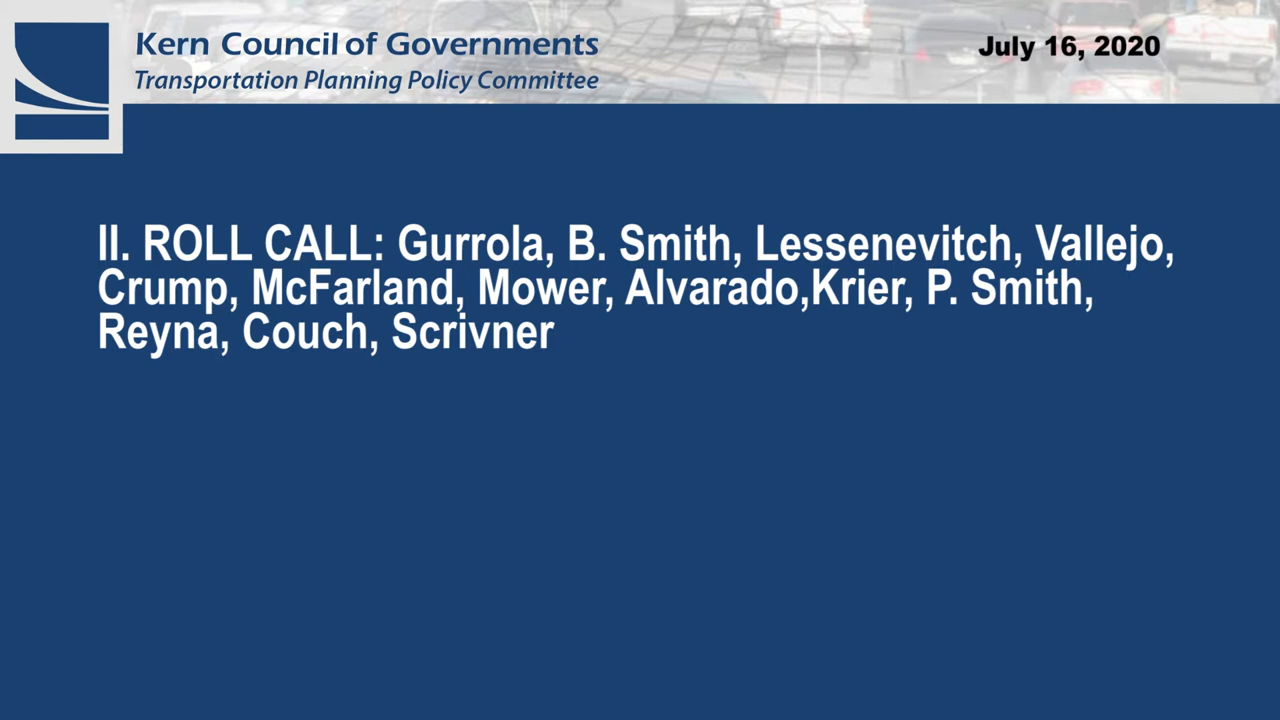 Kern Council of Governments
Transportation Planning Policy Committee
July 16, 2020
II. ROLL CALL: Gurrola, B. Smith, Lessenevitch, Vallejo,
Crump, McFarland, Mower, Alvarado,Krier, P. Smith,
Reyna, Couch, Scrivner